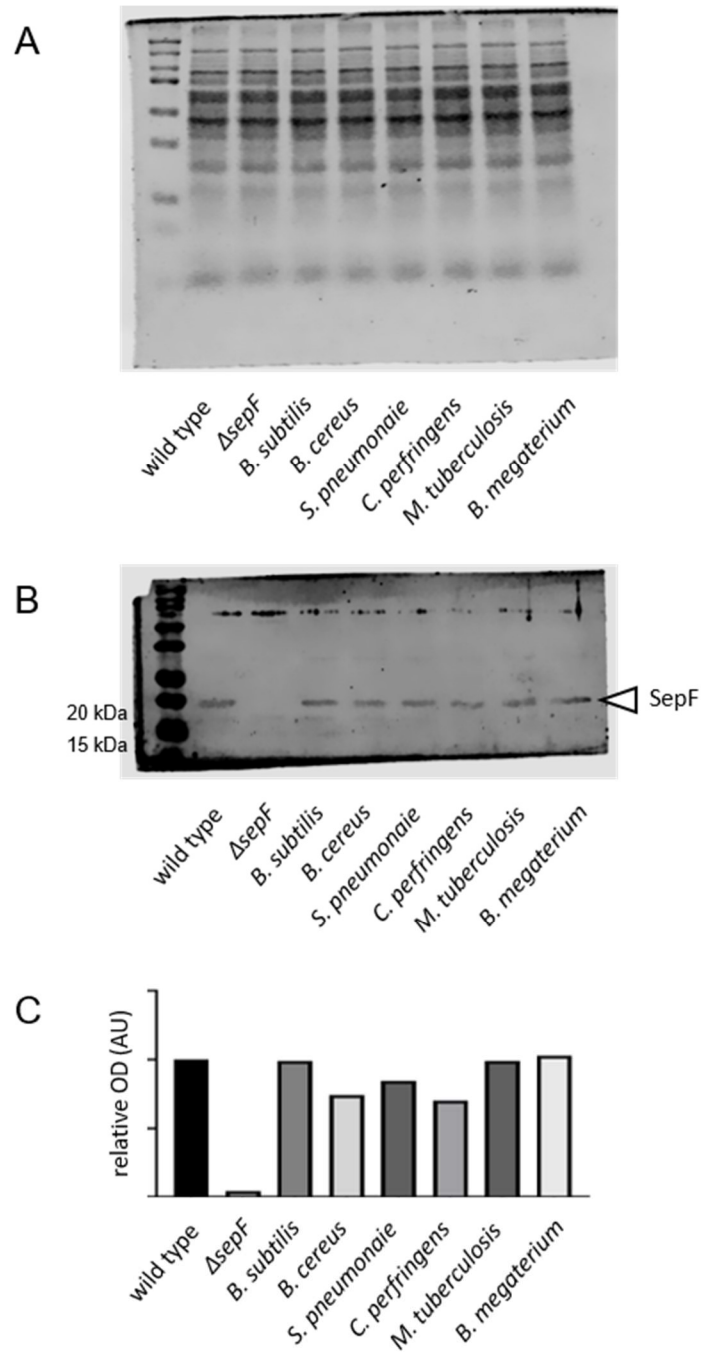 A
wild type
ΔsepF
B. subtilis
B. cereus
S. pneumonaie
C. perfringens
M. tuberculosis
B. megaterium
B
20 kDa
15 kDa
SepF
wild type
ΔsepF
B. subtilis
B. cereus
S. pneumonaie
C. perfringens
M. tuberculosis
B. megaterium
C
relative OD (AU)
wild type
ΔsepF
B. subtilis
B. cereus
S. pneumonaie
C. perfringens
M. tuberculosis
B. megaterium